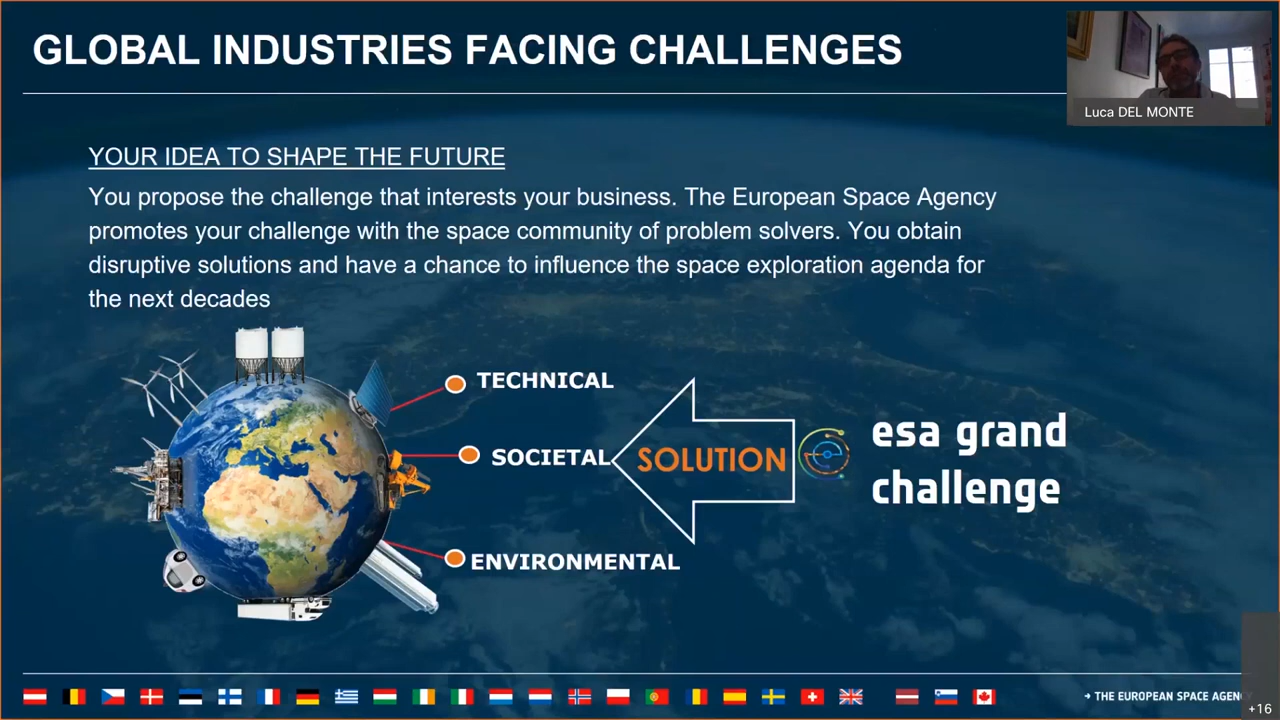 GLOBAL INDUSTRIES FACING CHALLENGES
Luca DEL MONTE
YOUR IDEA TO SHAPE THE FUTURE
You propose the challenge that interests your business. The European Space Agency
promotes your challenge with the space community of problem solvers. You obtain
disruptive solutions and have a chance to influence the space exploration agenda for
the next decades
TECHNICAL
SOCIETAL
SOLUTION
ENVIRONMENTAL
esa grand
challenge
→ THE EUROPEAN SPACE AGENC
+16